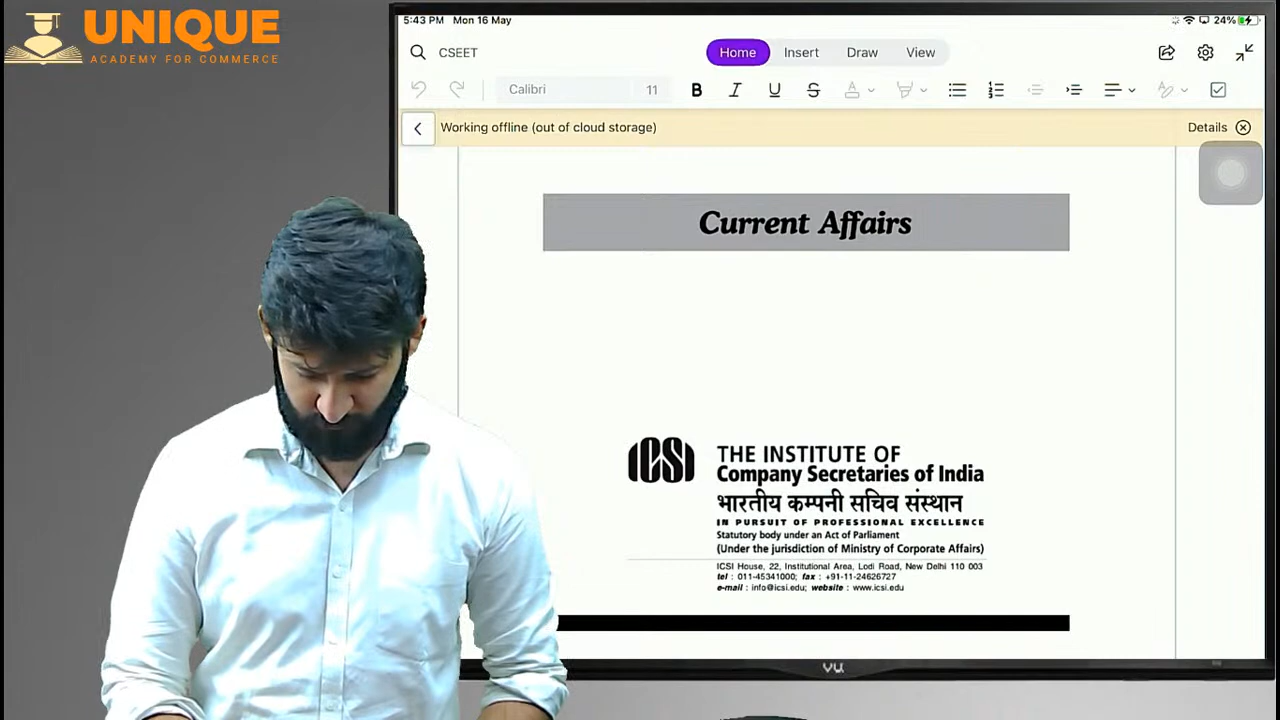 UNIQUE
ACADEMY FOR COMMERCE
5:43 PM Mon 16 May
24%
CSEET
Home Insert Draw View
Calibri 11 B I U S A
Working offline (out of cloud storage) Details
Current Affairs
ICSI
THE INSTITUTE OF
Company Secretaries of India
भारतीय कम्पनी सचिव संस्थान
IN PURSUIT OF PROFESSIONAL EXCELLENCE
Statutory body under an Act of Parliament
(Under the jurisdiction of Ministry of Corporate Affairs)
ICSI House, 22, Institutional Area, Lodi Road, New Delhi 110 003
tel : 011-45341000; fax : +91-11-24626727
e-mail : info@icsi.edu; website : www.icsi.edu
vu